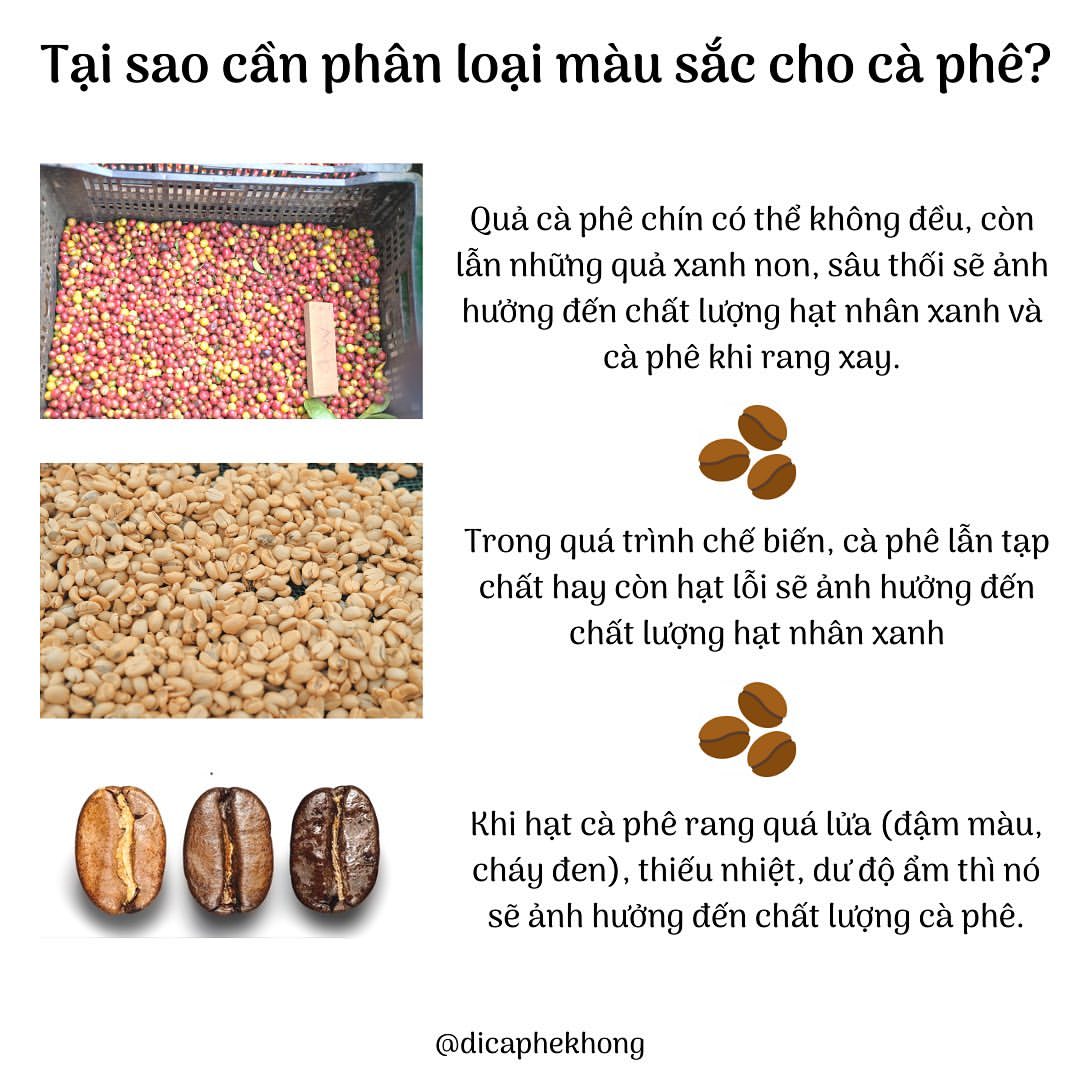 Tại sao cần phân loại màu sắc cho cà phê?
Quả cà phê chín có thể không đều, còn
lẫn những quả xanh non, sâu thối sẽ ảnh
hưởng đến chất lượng hạt nhân xanh và
cà phê khi rang xay.
Trong quá trình chế biến, cà phê lẫn tạp
chất hay còn hạt lỗi sẽ ảnh hưởng đến
chất lượng hạt nhân xanh
Khi hạt cà phê rang quá lửa (đậm màu,
cháy đen), thiếu nhiệt, dư độ ẩm thì nó
sẽ ảnh hưởng đến chất lượng cà phê.
@dicaphekhong